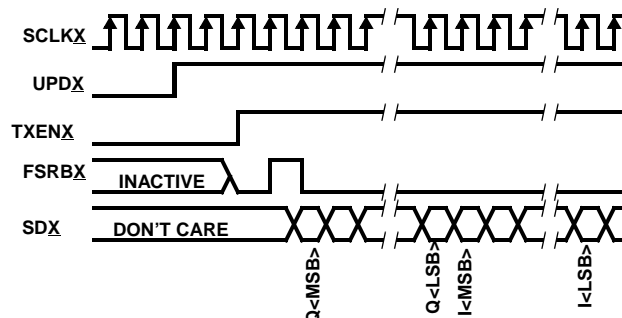 SCLKX
UPDX
TXENX
FSRBX
INACTIVE
SDX
DON'T CARE
Q<MSB>
Q<LSB>
I<MSB>
I<LSB>